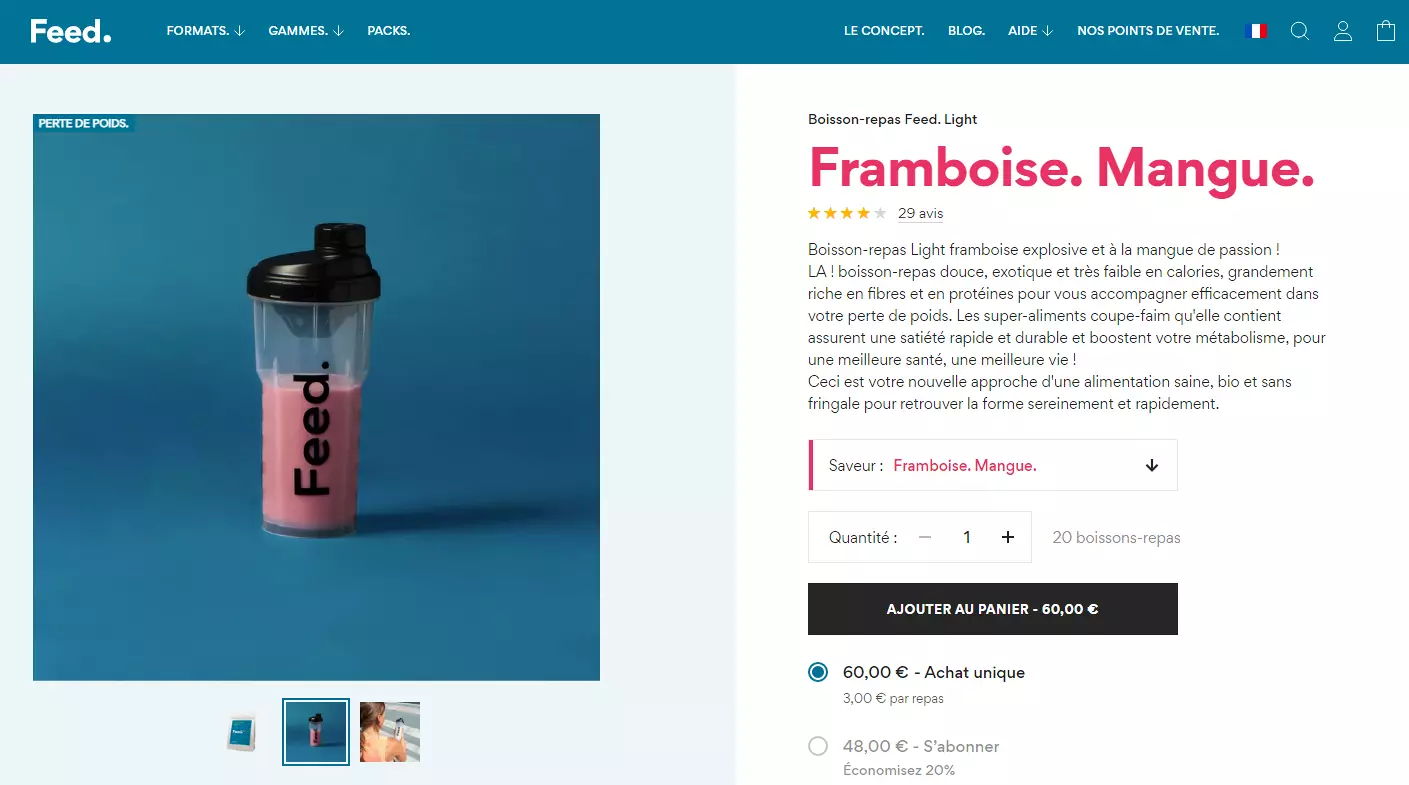 Feed.
FORMATS.
GAMMES.
PACKS.
LE CONCEPT.
BLOG.
AIDE
NOS POINTS DE VENTE.
PERTE DE POIDS.
Feed.
Boisson-repas Feed. Light
Framboise. Mangue.
29 avis
Boisson-repas Light framboise explosive et à la mangue de passion !
LA ! boisson-repas douce, exotique et très faible en calories, grandement
riche en fibres et en protéines pour vous accompagner efficacement dans
votre perte de poids. Les super-aliments coupe-faim qu'elle contient
assurent une satiété rapide et durable et boostent votre métabolisme, pour
une meilleure santé, une meilleure vie !
Ceci est votre nouvelle approche d'une alimentation saine, bio et sans
fringale pour retrouver la forme sereinement et rapidement.
Saveur : Framboise. Mangue.
Quantité : − 1 +
20 boissons-repas
AJOUTER AU PANIER - 60,00 €
60,00 € - Achat unique
3,00 € par repas
48,00 € - S'abonner
Économisez 20%
Feed.